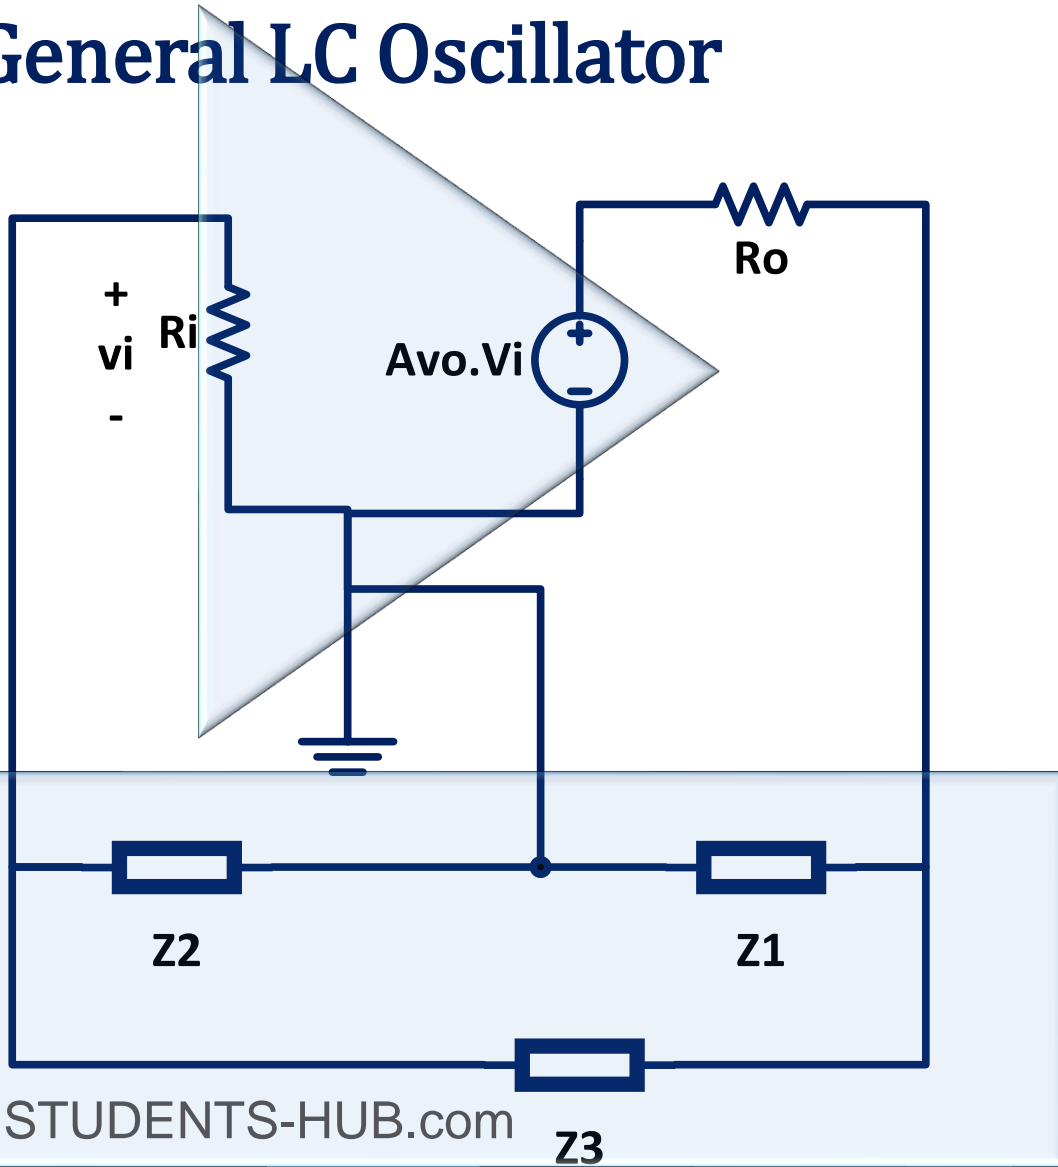 General LC Oscillator
Ro
+
vi
-
Ri
Avo.Vi
+
-
Z2
Z1
STUDENTS-HUB.com
Z3